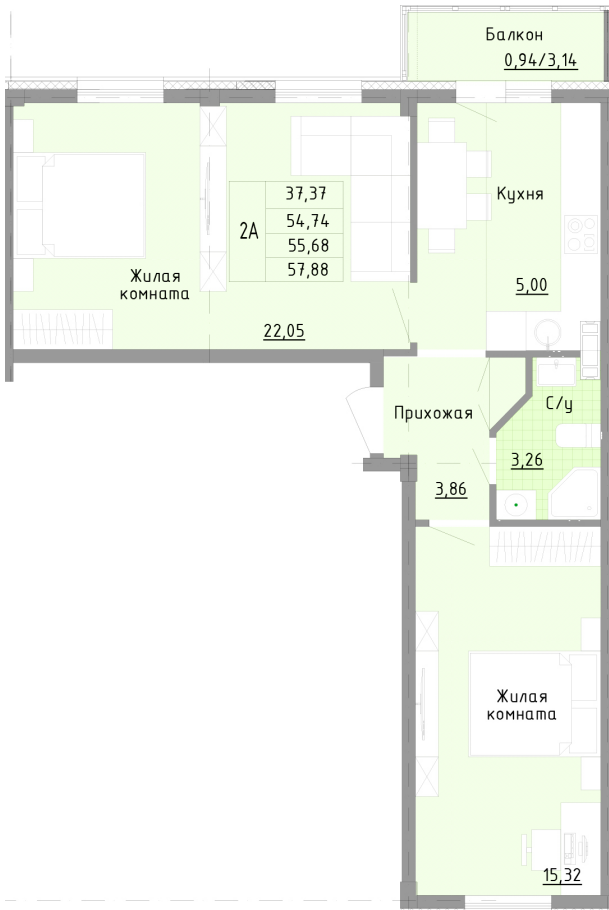 Балкон
0,94/3,14
Кухня
5,00
2А
37,37
54,74
55,68
57,88
Жилая
комната
22,05
Прихожая
3,86
С/у
3,26
Жилая
комната
15,32